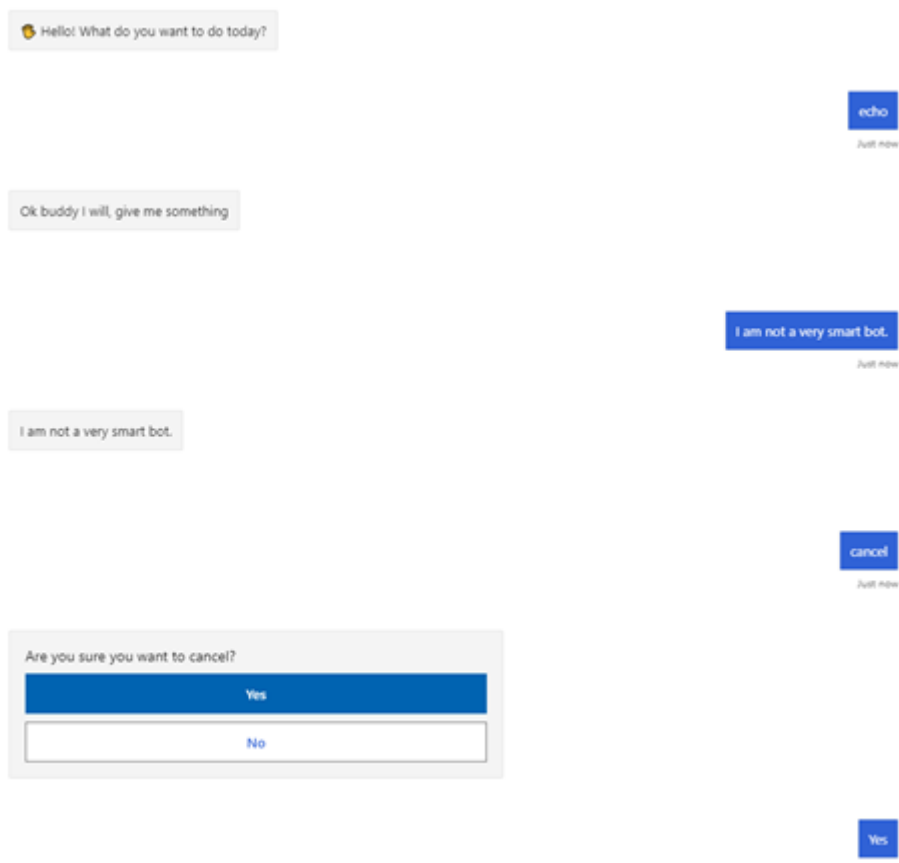 👋 Hello! What do you want to do today?
echo
Just now
Ok buddy I will, give me something
I am not a very smart bot.
Just now
I am not a very smart bot.
cancel
Just now
Are you sure you want to cancel?
Yes
No
Yes